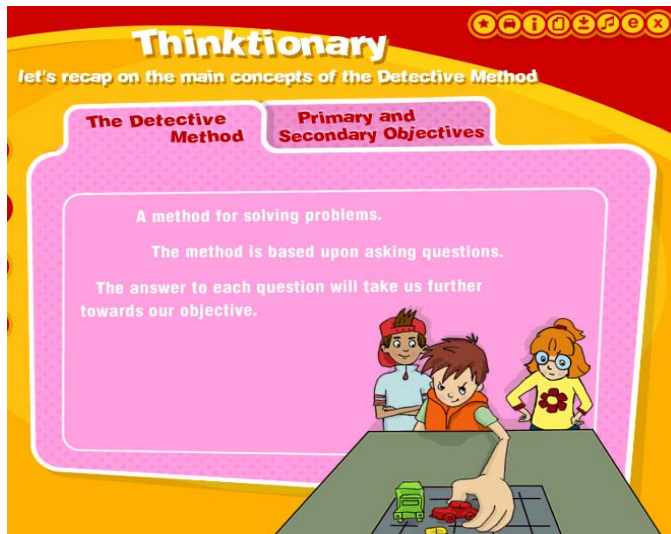 Thinktionary
let's recap on the main concepts of the Detective Method
The Detective
Method
Primary and
Secondary Objectives
A method for solving problems.
The method is based upon asking questions.
The answer to each question will take us further
towards our objective.
i
e
x